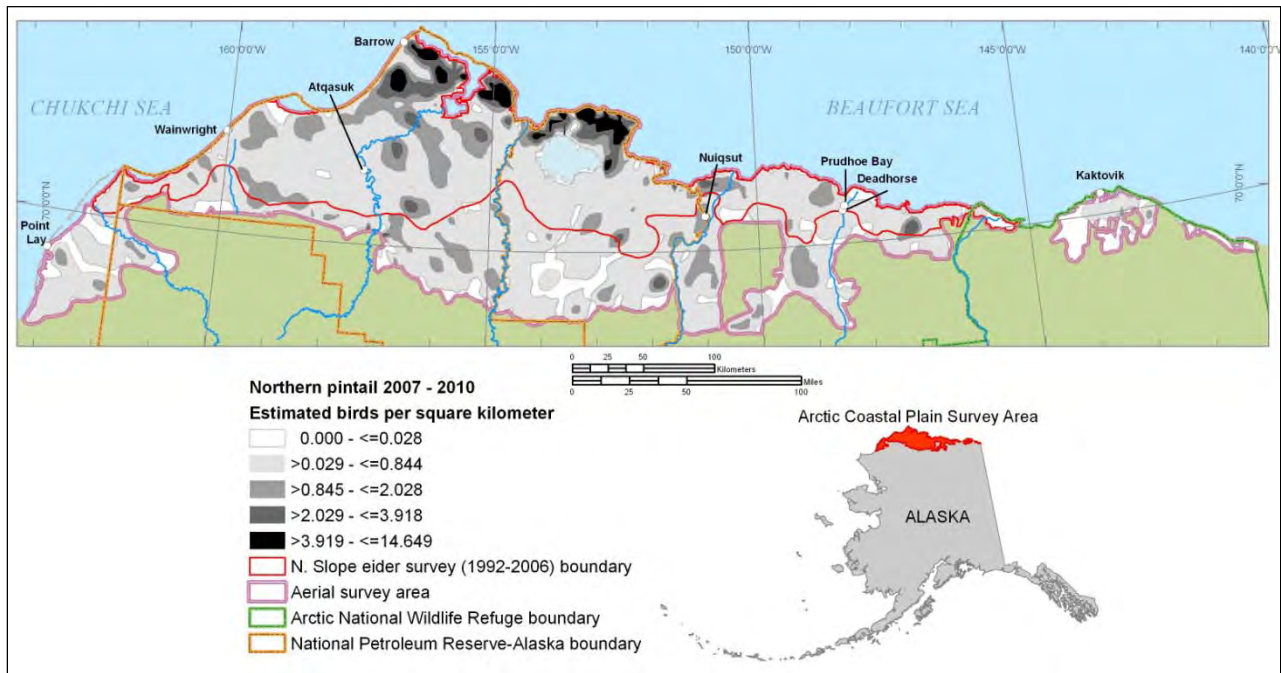 160°0'0"W
155°0'0"W
150°0'0"W
145°0'0"W
140°0'0"W
Barrow
Atqasuk
CHUKCHI SEA
BEAUFORT SEA
Wainwright
Nuiqsut
Prudhoe Bay
Deadhorse
Kaktovik
70°0'0"N
70°0'0"N
Point
Lay
0 25 50 100
Kilometers
Miles
0 25 50 100
Northern pintail 2007 - 2010
Estimated birds per square kilometer
0.000 - <=0.028
>0.029 - <=0.844
>0.845 - <=2.028
>2.029 - <=3.918
>3.919 - <=14.649
N. Slope eider survey (1992-2006) boundary
Aerial survey area
Arctic National Wildlife Refuge boundary
National Petroleum Reserve-Alaska boundary
Arctic Coastal Plain Survey Area
ALASKA